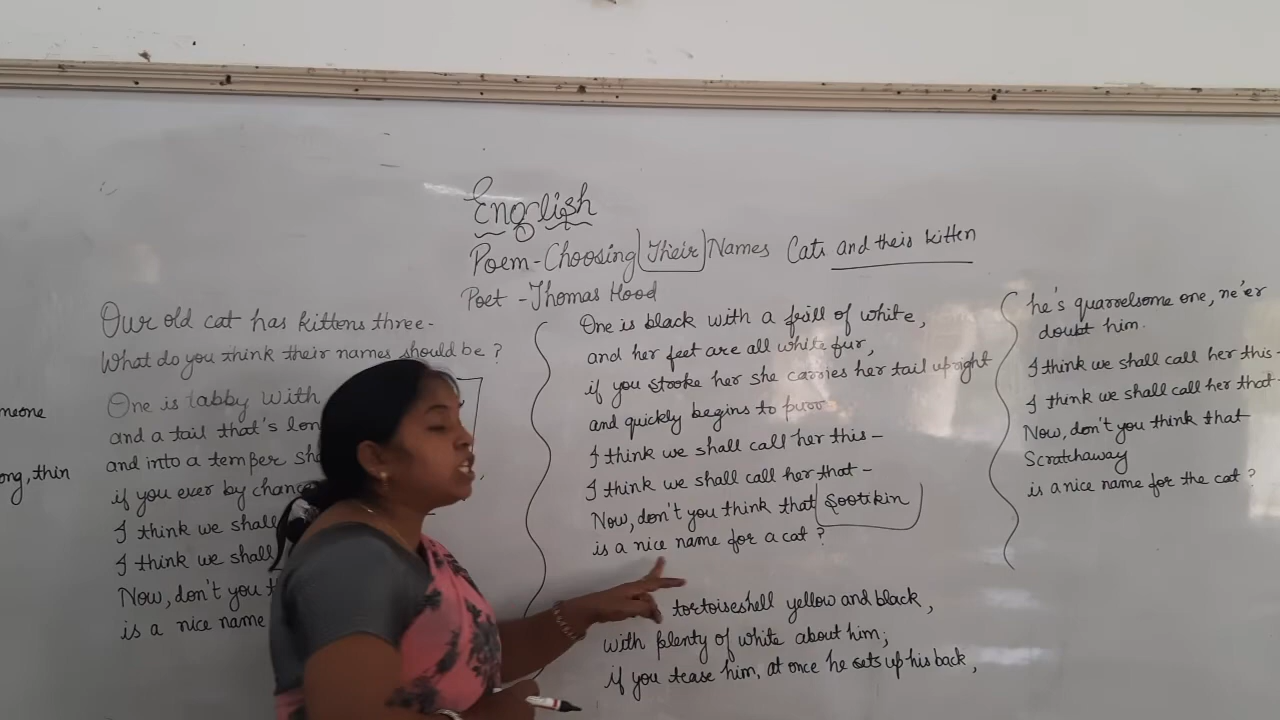 English
Poem-Choosing Their Names Cats and their kitten
Poet -Thomas Hood
Our old cat has kittens three-
What do you think their names should be?
One is tabby with
and a tail that's lon
and into a temper she
if you ever by chanc
I think we shall
I think we shall
Now, don't you t
is a nice name
meone
ong, thin
One is black with a frill of white,
and her feet are all white fur,
if you stroke her she carries her tail upright
and quickly begins to purr
I think we shall call her this-
I think we shall call her that-
Now, don't you think that Sootikin
is a nice name for a cat?
tortoiseshell yellow and black,
with plenty of white about him;
if you tease him, at once he sets up his back,
he's quarrelsome one, ne'er
doubt him.
I think we shall call her this-
I think we shall call her that-
Now, don't you think that
Scratchaway
is a nice name for the cat?